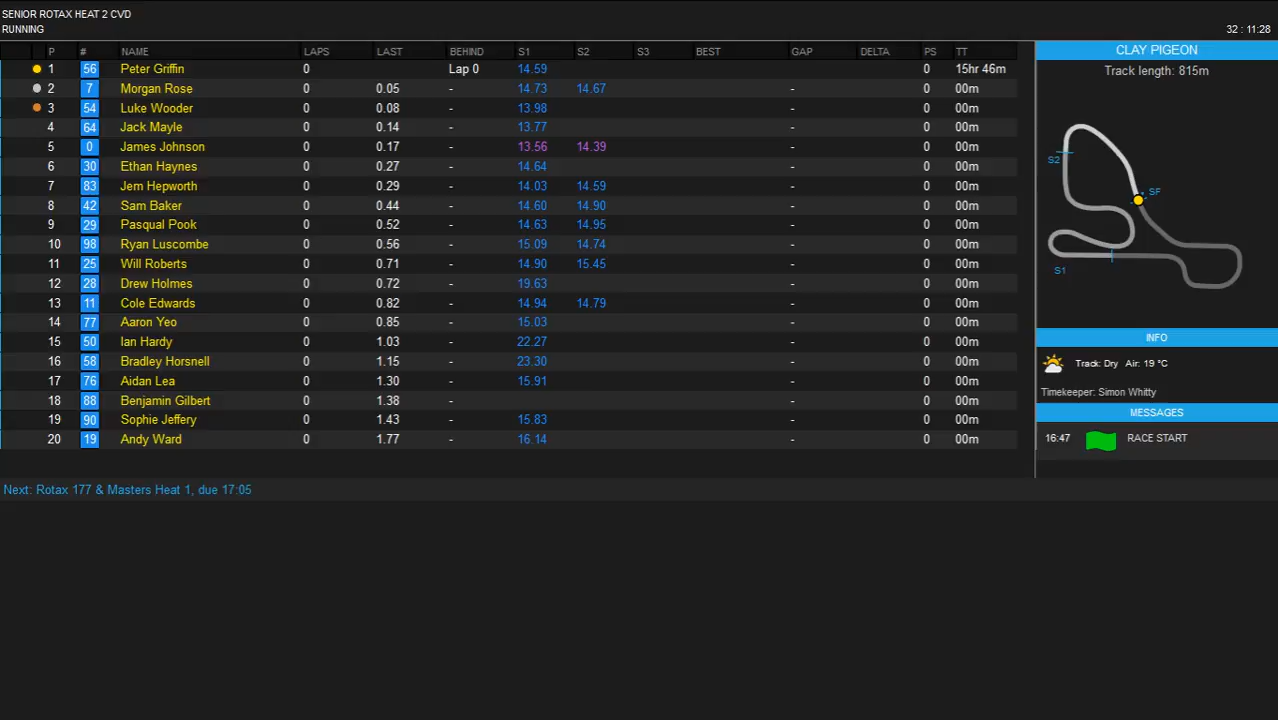 SENIOR ROTAX HEAT 2 CVD
RUNNING
32 : 11:28
P # NAME LAPS LAST BEHIND S1 S2 S3 BEST GAP DELTA PS TT
1 56 Peter Griffin 0 Lap 0 14.59 0 15hr 46m
2 7 Morgan Rose 0 0.05 - 14.73 14.67 - 0 00m
3 54 Luke Wooder 0 0.08 - 13.98 - 0 00m
4 64 Jack Mayle 0 0.14 - 13.77 - 0 00m
5 0 James Johnson 0 0.17 - 13.56 14.39 - 0 00m
6 30 Ethan Haynes 0 0.27 - 14.64 - 0 00m
7 83 Jem Hepworth 0 0.29 - 14.03 14.59 - 0 00m
8 42 Sam Baker 0 0.44 - 14.60 14.90 - 0 00m
9 29 Pasqual Pook 0 0.52 - 14.63 14.95 - 0 00m
10 98 Ryan Luscombe 0 0.56 - 15.09 14.74 - 0 00m
11 25 Will Roberts 0 0.71 - 14.90 15.45 - 0 00m
12 28 Drew Holmes 0 0.72 - 19.63 - 0 00m
13 11 Cole Edwards 0 0.82 - 14.94 14.79 - 0 00m
14 77 Aaron Yeo 0 0.85 - 15.03 - 0 00m
15 50 Ian Hardy 0 1.03 - 22.27 - 0 00m
16 58 Bradley Horsnell 0 1.15 - 23.30 - 0 00m
17 76 Aidan Lea 0 1.30 - 15.91 - 0 00m
18 88 Benjamin Gilbert 0 1.38 - - 0 00m
19 90 Sophie Jeffery 0 1.43 - 15.83 - 0 00m
20 19 Andy Ward 0 1.77 - 16.14 - 0 00m
Next: Rotax 177 & Masters Heat 1, due 17:05
CLAY PIGEON
Track length: 815m
S2
SF
S1
INFO
Track: Dry Air: 19 °C
Timekeeper: Simon Whitty
MESSAGES
16:47 RACE START